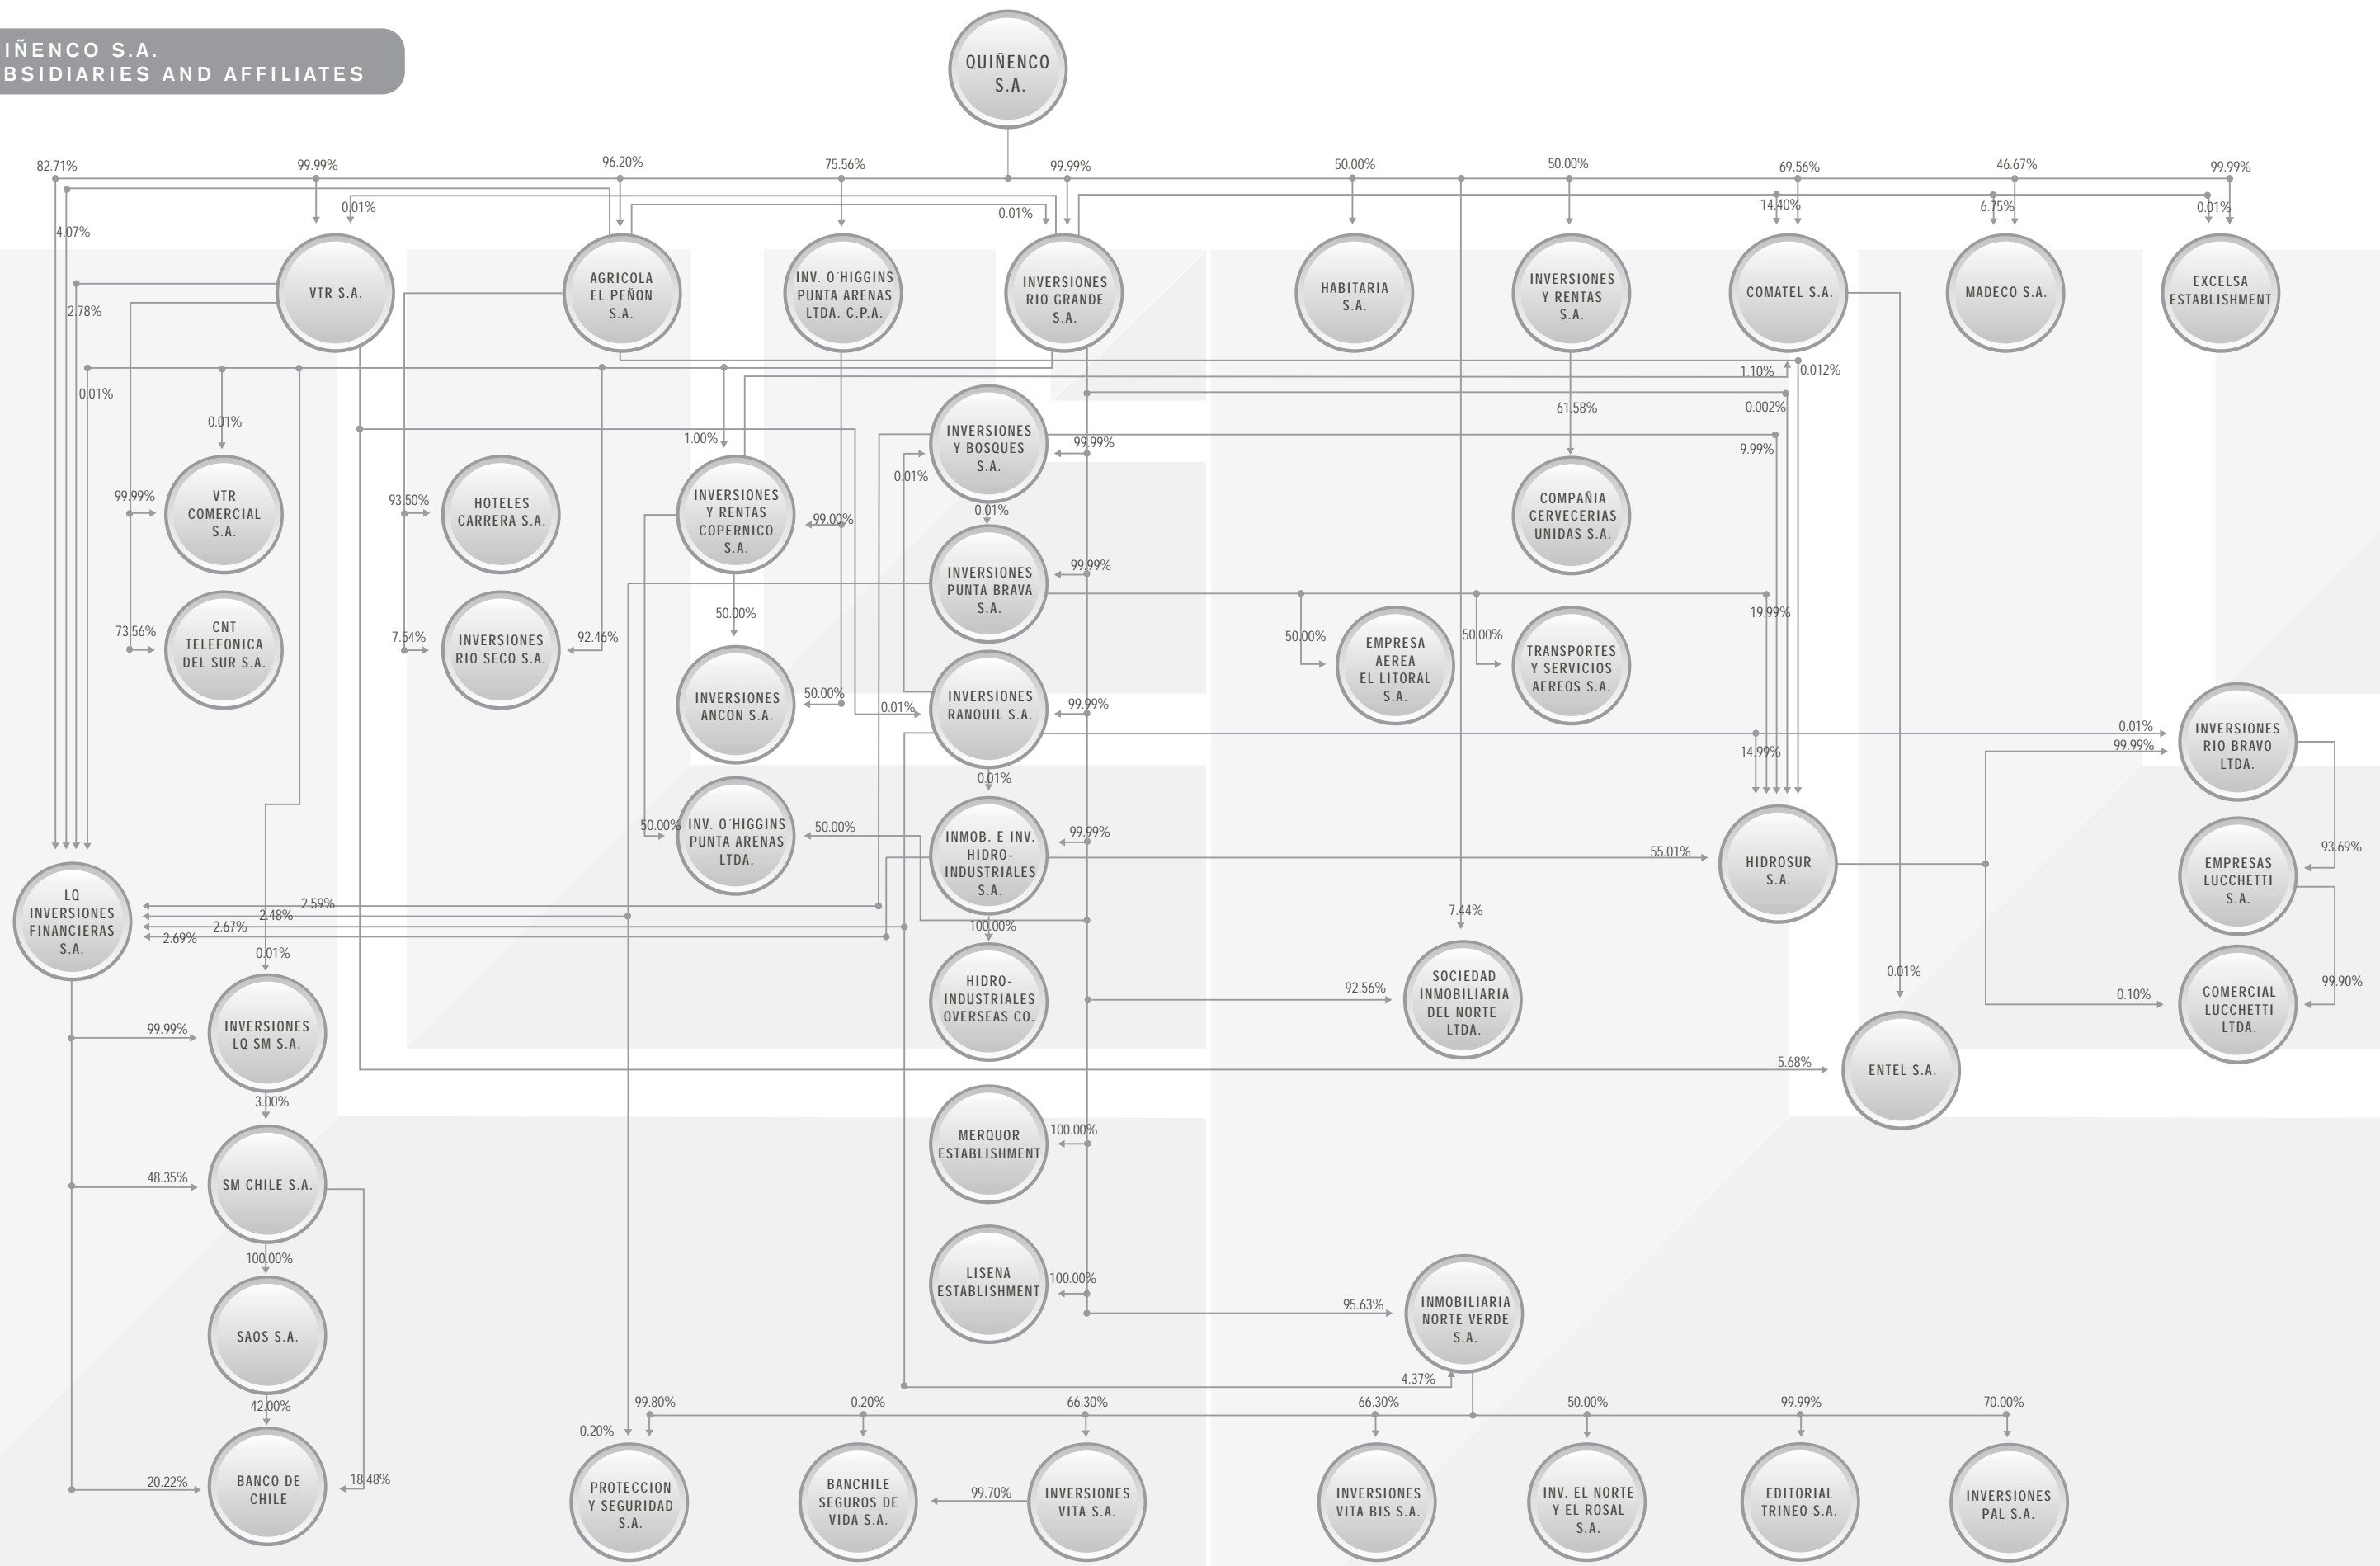 IÑENCO S.A.
BSIDIARIES AND AFFILIATES
QUIÑENCO
S.A.
82.71%
99.99%
96.20%
75.56%
99.99%
50.00%
50.00%
69.56%
46.67%
99.99%
0.01%
0.01%
14.40%
6.75%
0.01%
4.07%
VTR S.A.
AGRICOLA
EL PEÑON
S.A.
INV. O´HIGGINS
PUNTA ARENAS
LTDA. C.P.A.
INVERSIONES
RIO GRANDE
S.A.
HABITARIA
S.A.
INVERSIONES
Y RENTAS
S.A.
COMATEL S.A.
MADECO S.A.
EXCELSA
ESTABLISHMENT
2.78%
0.01%
0.01%
1.00%
1.10%
0.012%
0.002%
61.58%
9.99%
INVERSIONES
Y BOSQUES
S.A.
99.99%
0.01%
0.01%
99.99%
VTR
COMERCIAL
S.A.
93.50%
HOTELES
CARRERA S.A.
INVERSIONES
Y RENTAS
COPERNICO
S.A.
99.00%
COMPAÑIA
CERVECERIAS
UNIDAS S.A.
INVERSIONES
PUNTA BRAVA
S.A.
99.99%
50.00%
19.99%
73.56%
CNT
TELEFONICA
DEL SUR S.A.
7.54%
INVERSIONES
RIO SECO S.A.
92.46%
50.00%
EMPRESA
AEREA
EL LITORAL
S.A.
50.00%
TRANSPORTES
Y SERVICIOS
AEREOS S.A.
INVERSIONES
ANCON S.A.
50.00%
0.01%
INVERSIONES
RANQUIL S.A.
99.99%
14.99%
0.01%
99.99%
INVERSIONES
RIO BRAVO
LTDA.
0.01%
50.00%
INV. O´HIGGINS
PUNTA ARENAS
LTDA.
50.00%
INMOB. E INV.
HIDRO-
INDUSTRIALES
S.A.
99.99%
55.01%
HIDROSUR
S.A.
93.69%
EMPRESAS
LUCCHETTI
S.A.
LQ
INVERSIONES
FINANCIERAS
S.A.
2.59%
2.48%
2.67%
2.69%
0.01%
100.00%
7.44%
HIDRO-
INDUSTRIALES
OVERSEAS CO.
92.56%
SOCIEDAD
INMOBILIARIA
DEL NORTE
LTDA.
0.01%
0.10%
COMERCIAL
LUCCHETTI
LTDA.
99.90%
99.99%
INVERSIONES
LQ SM S.A.
5.68%
ENTEL S.A.
3.00%
MERQUOR
ESTABLISHMENT
100.00%
48.35%
SM CHILE S.A.
100.00%
LISENA
ESTABLISHMENT
100.00%
95.63%
INMOBILIARIA
NORTE VERDE
S.A.
SAOS S.A.
4.37%
42.00%
99.80%
0.20%
66.30%
66.30%
50.00%
99.99%
70.00%
0.20%
20.22%
BANCO DE
CHILE
18.48%
PROTECCION
Y SEGURIDAD
S.A.
BANCHILE
SEGUROS DE
VIDA S.A.
99.70%
INVERSIONES
VITA S.A.
INVERSIONES
VITA BIS S.A.
INV. EL NORTE
Y EL ROSAL
S.A.
EDITORIAL
TRINEO S.A.
INVERSIONES
PAL S.A.